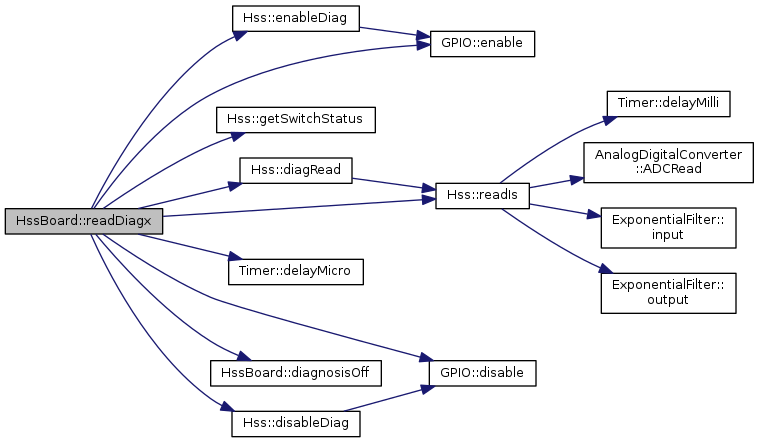 Hss::enableDiag
GPIO::enable
Timer::delayMilli
Hss::getSwitchStatus
AnalogDigitalConverter
::ADCRead
Hss::diagRead
Hss::readIs
HssBoard::readDiagx
ExponentialFilter::
input
Timer::delayMicro
ExponentialFilter::
output
HssBoard::diagnosisOff
GPIO::disable
Hss::disableDiag